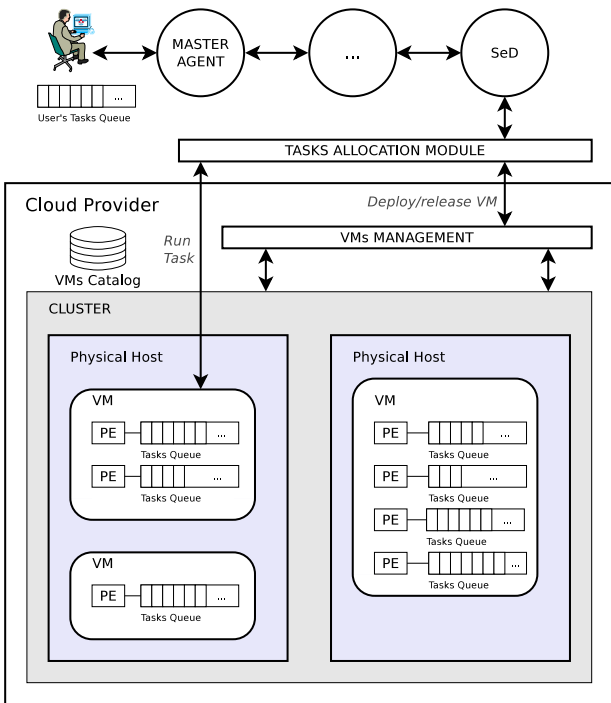 MASTER
AGENT
...
SeD
...
User's Tasks Queue
TASKS ALLOCATION MODULE
Cloud Provider
Deploy/release VM
Run
Task
VMs MANAGEMENT
VMs Catalog
CLUSTER
Physical Host
VM
PE
...
Tasks Queue
PE
...
Tasks Queue
VM
PE
...
Tasks Queue
Physical Host
VM
PE
...
Tasks Queue
PE
...
Tasks Queue
PE
...
Tasks Queue
PE
...
Tasks Queue